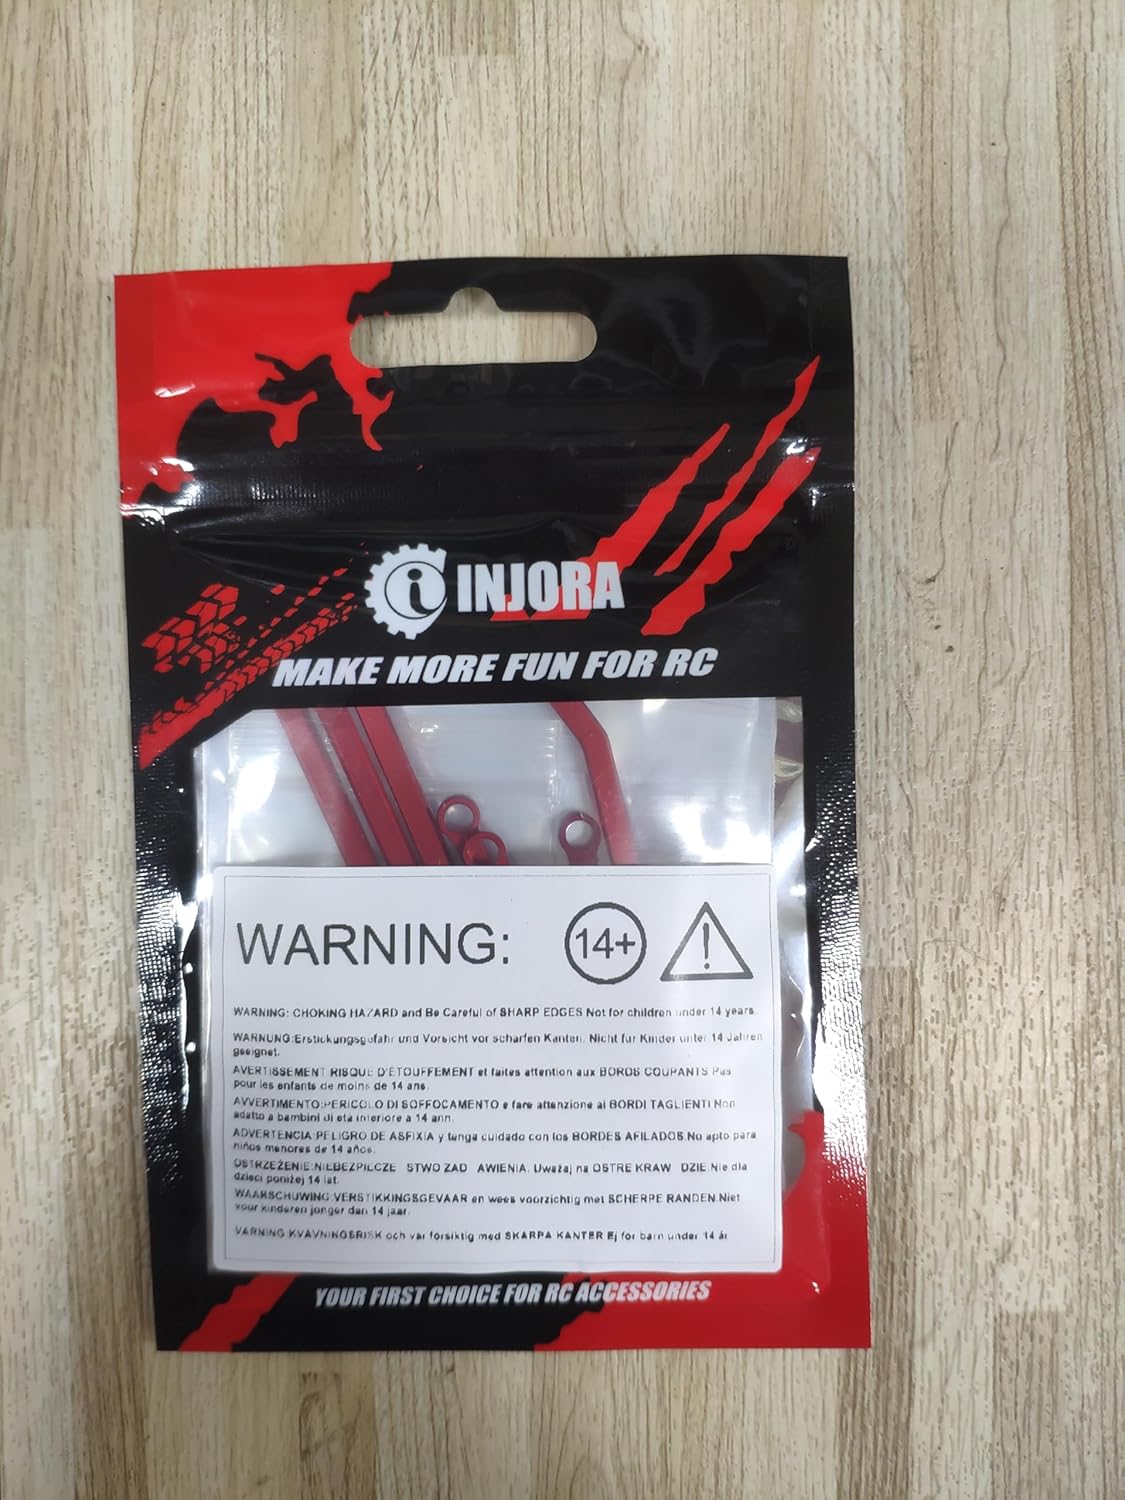 INJORA
MAKE MORE FUN FOR RC
WARNING: 14+ !
WARNING: CHOKING HAZARD and Be Careful of SHARP EDGES Not for children under 14 years.
WARNUNG:Erstickungsgefahr und Vorsicht vor scharfen Kanten. Nicht für Kinder unter 14 Jahren
geeignet.
AVERTISSEMENT RISQUE D'ÉTOUFFEMENT et faites attention aux BORDS COUPANTS Pas
pour les enfants de moins de 14 ans.
AVVERTIMENTO:PERICOLO DI SOFFOCAMENTO e fare attenzione ai BORDI TAGLIENTI Non
adatto a bambini di età inferiore a 14 anni.
ADVERTENCIA:PELIGRO DE ASFIXIA y tenga cuidado con los BORDES AFILADOS.No apto para
niños menores de 14 años.
OSTRZEŻENIE:NIEBEZPIECZE STWO ZAD AWIENIA. Uważaj na OSTRE KRAW DZIE.Nie dla
dzieci poniżej 14 lat.
WAARSCHUWING:VERSTIKKINGSGEVAAR en wees voorzichtig met SCHERPE RANDEN.Niet
voor kinderen jonger dan 14 jaar.
VARNING:KVÄVNINGSRISK och var försiktig med SKARPA KANTER Ej för barn under 14 år
YOUR FIRST CHOICE FOR RC ACCESSORIES